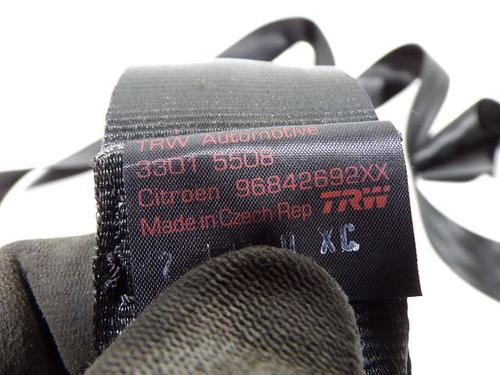 TRW Automotive
3301 5508
Citroen 96842692XX
Made in Czech Rep TRW
XC